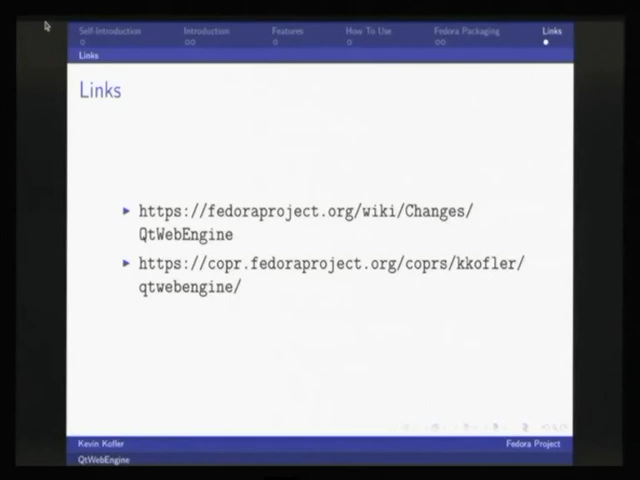 Self-Introduction Introduction Features How To Use Fedora Packaging Links
Links
Links
https://fedoraproject.org/wiki/Changes/
QtWebEngine
https://copr.fedoraproject.org/coprs/kkofler/
qtwebengine/
Kevin Kofler Fedora Project
QtWebEngine